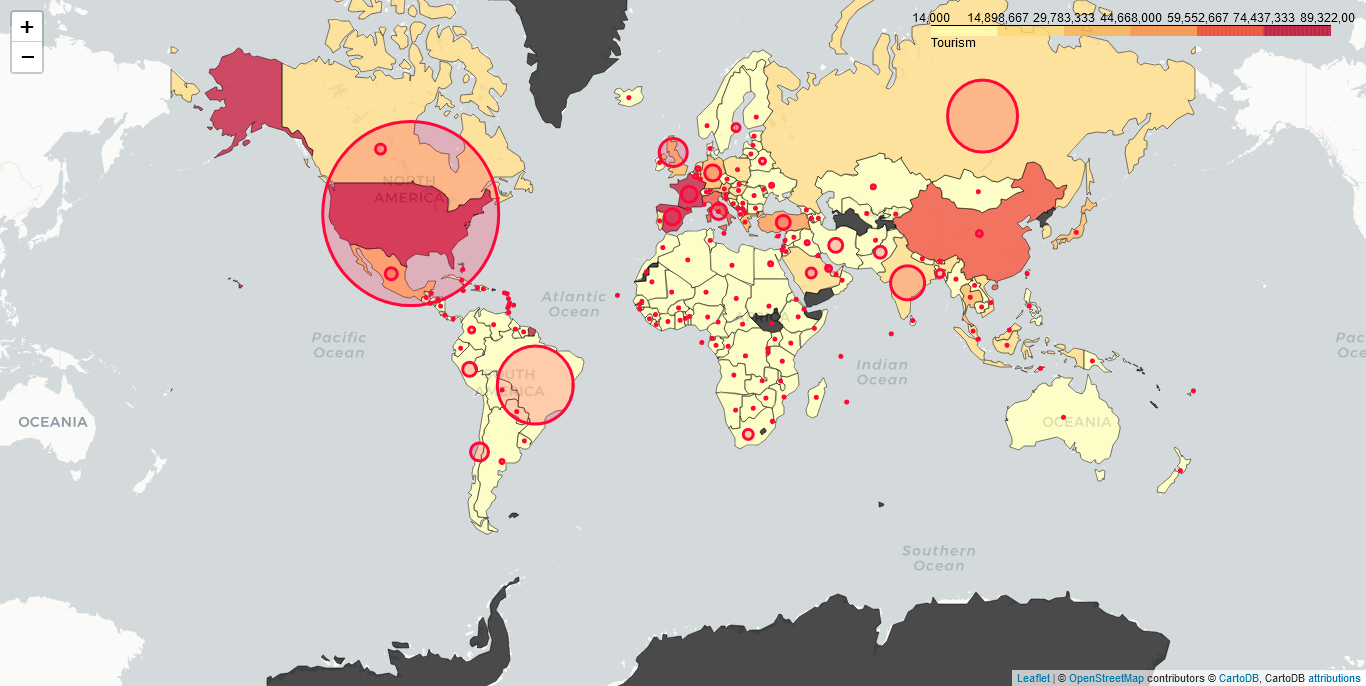 +
−
14,000 14,898,667 29,783,333 44,668,000 59,552,667 74,437,333 89,322,00
Tourism
NORTH
AMERICA
Atlantic
Ocean
AFRICA
Pacific
Ocean
Pac
Oce
Indian
Ocean
SOUTH
AMERICA
OCEANIA
OCEANIA
Southern
Ocean
Leaflet | © OpenStreetMap contributors © CartoDB, CartoDB attributions